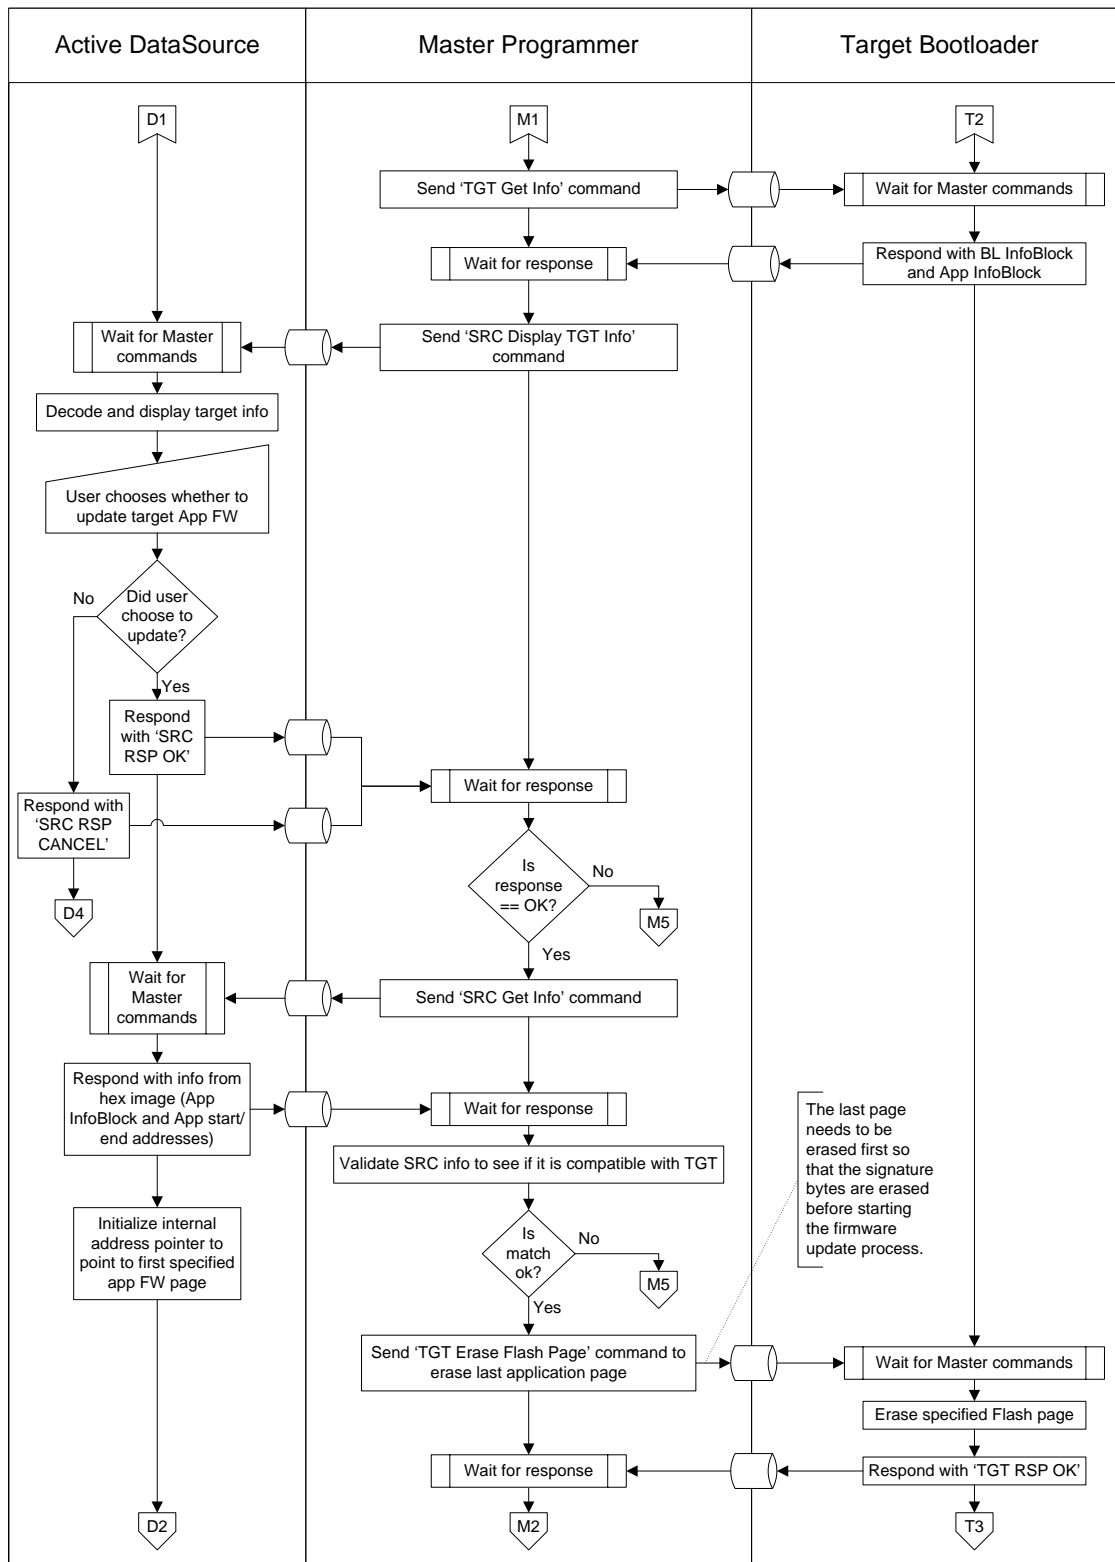 Active DataSource
Master Programmer
Target Bootloader
D1
M1
T2
Send ‘TGT Get Info’ command
Wait for Master commands
Wait for response
Respond with BL InfoBlock
and App InfoBlock
Wait for Master
commands
Send ‘SRC Display TGT Info’
command
Decode and display target info
User chooses whether to
update target App FW
No
Did user
choose to
update?
Yes
Respond
with ‘SRC
RSP OK’
Wait for response
Respond with
‘SRC RSP
CANCEL’
D4
Is
response
== OK?
No
M5
Yes
Wait for
Master
commands
Send ‘SRC Get Info’ command
Respond with info from
hex image (App
InfoBlock and App start/
end addresses)
Wait for response
The last page
needs to be
erased first so
that the signature
bytes are erased
before starting
the firmware
update process.
Validate SRC info to see if it is compatible with TGT
Initialize internal
address pointer to
point to first specified
app FW page
Is
match
ok?
No
M5
Yes
Send ‘TGT Erase Flash Page’ command to
erase last application page
Wait for Master commands
Erase specified Flash page
Wait for response
Respond with ‘TGT RSP OK’
D2
M2
T3